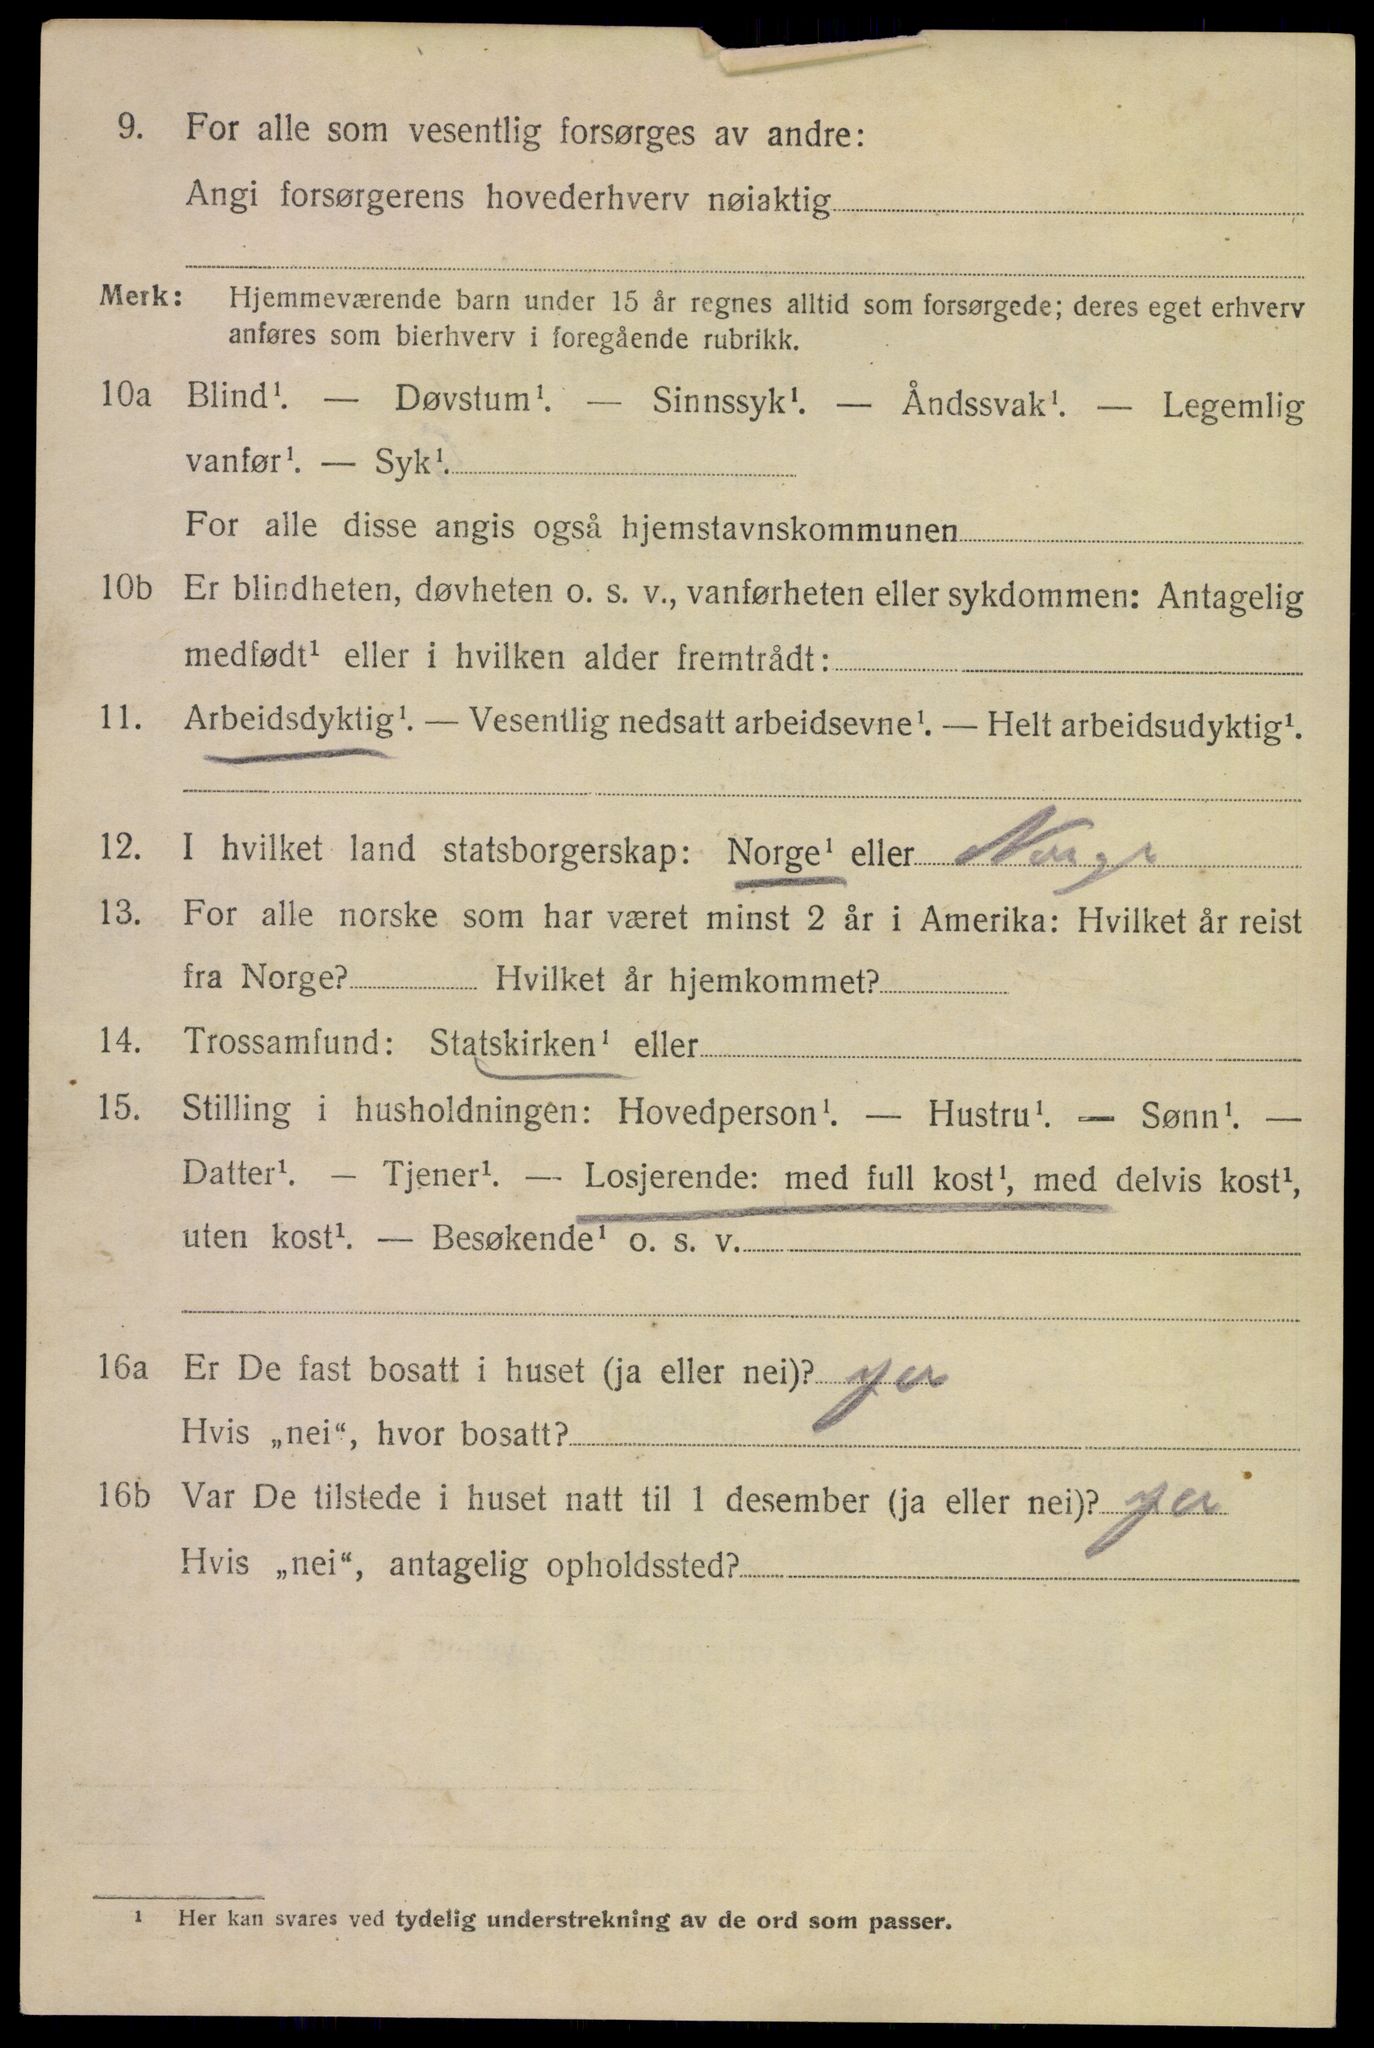 9. For alle som vesentlig forsørges av andre:
Angi forsørgerens hovederhverv nøiaktig
Merk: Hjemmeværende barn under 15 år regnes alltid som forsørgede; deres eget erhverv
anføres som bierhverv i foregående rubrikk.
10a Blind¹. — Døvstum¹. — Sinnssyk¹. — Åndssvak¹. — Legemlig
vanfør¹. — Syk¹.
For alle disse angis også hjemstavnskommunen
10b Er blindheten, døvheten o. s. v., vanførheten eller sykdommen: Antagelig
medfødt¹ eller i hvilken alder fremtrådt:
11. Arbeidsdyktig¹. — Vesentlig nedsatt arbeidsevne¹. — Helt arbeidsudyktig¹.
12. I hvilket land statsborgerskap: Norge¹ eller Norge
13. For alle norske som har været minst 2 år i Amerika: Hvilket år reist
fra Norge? Hvilket år hjemkommet?
14. Trossamfund: Statskirken¹ eller
15. Stilling i husholdningen: Hovedperson¹. — Hustru¹. — Sønn¹. —
Datter¹. — Tjener¹. — Losjerende: med full kost¹, med delvis kost¹,
uten kost¹. — Besøkende¹ o. s. v.
16a Er De fast bosatt i huset (ja eller nei)?
Hvis „nei“, hvor bosatt?
16b Var De tilstede i huset natt til 1 desember (ja eller nei)?
Hvis „nei“, antagelig opholdssted?
¹ Her kan svares ved tydelig understrekning av de ord som passer.